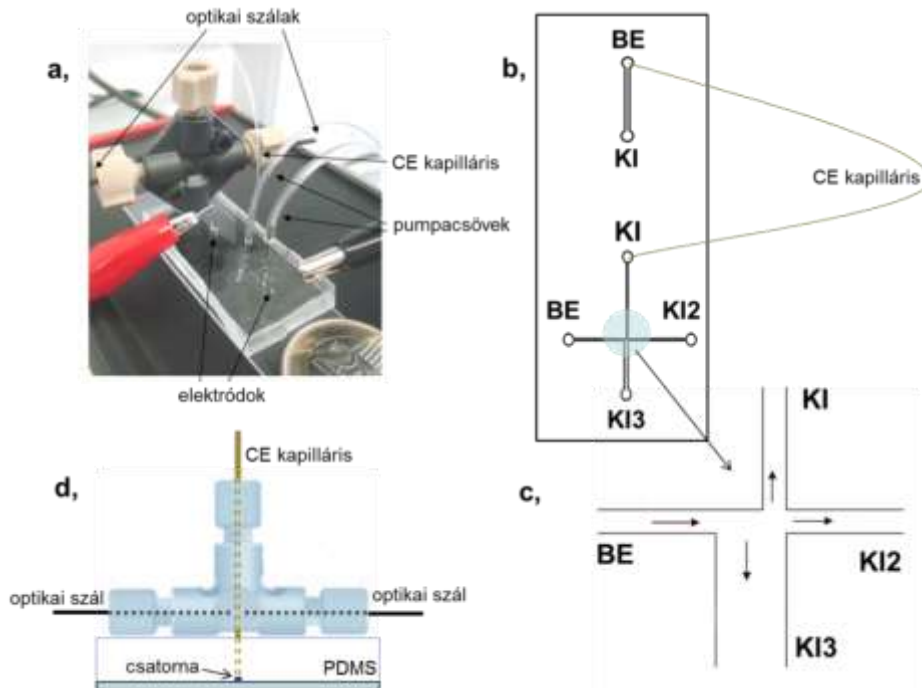 optikai szálak
a,
CE kapilláris
pumpacsövek
elektródok
b,
BE
KI
CE kapilláris
KI
BE
KI2
KI3
c,
KI
BE
KI2
KI3
d,
CE kapilláris
optikai szál
optikai szál
csatorna
PDMS